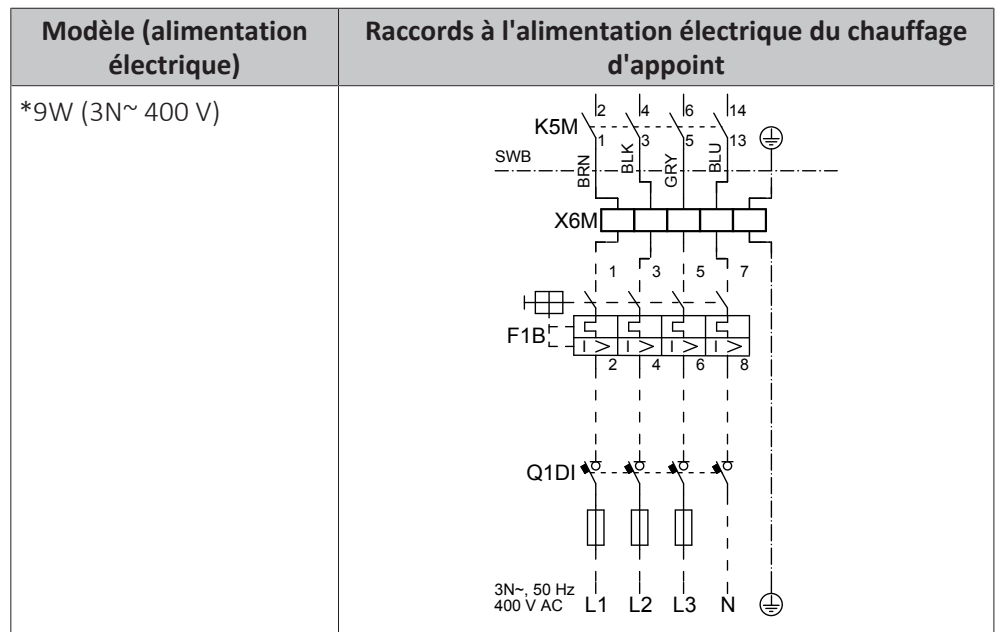 Modèle (alimentation électrique)
Raccords à l'alimentation électrique du chauffage d'appoint
*9W (3N~ 400 V)
2 4 6 14
K5M
1 3 5 13
SWB
BRN BLK GRY BLU
X6M
1 3 5 7
F1B
I > I > I > I >
2 4 6 8
Q1DI
3N~, 50 Hz
400 V AC L1 L2 L3 N